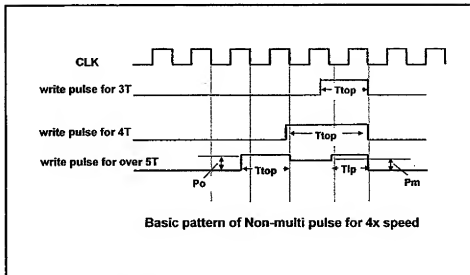 CLK
write pulse for 3T
Ttop
write pulse for 4T
Ttop
write pulse for over 5T
Ttop
Tlp
Po
Pm
Basic pattern of Non-multi pulse for 4x speed